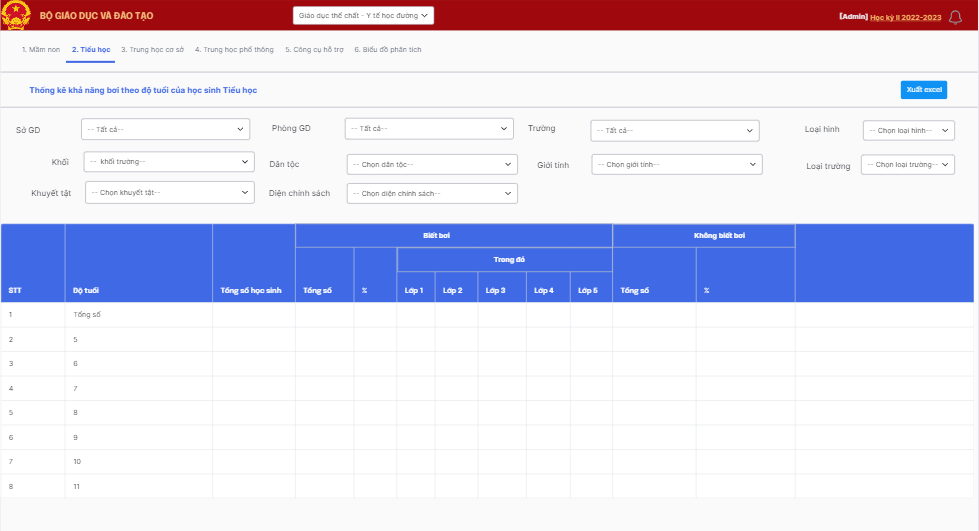 BỘ GIÁO DỤC VÀ ĐÀO TẠO
Giáo dục thể chất - Y tế học đường
[Admin] Học kỳ II 2022-2023
1. Mầm non 2. Tiểu học 3. Trung học cơ sở 4. Trung học phổ thông 5. Công cụ hỗ trợ 6. Biểu đồ phân tích
Thống kê khả năng bơi theo độ tuổi của học sinh Tiểu học
Xuất excel
Sở GD -- Tất cả-- Phòng GD -- Tất cả-- Trường -- Tất cả-- Loại hình -- Chọn loại hình--
Khối -- khối trường-- Dân tộc -- Chọn dân tộc-- Giới tính -- Chọn giới tính-- Loại trường -- Chọn loại trường--
Khuyết tật -- Chọn khuyết tật-- Diện chính sách -- Chọn diện chính sách--
Biết bơi Không biết bơi
Trong đó
STT Độ tuổi Tổng số học sinh Tổng số % Lớp 1 Lớp 2 Lớp 3 Lớp 4 Lớp 5 Tổng số %
1 Tổng số
2 5
3 6
4 7
5 8
6 9
7 10
8 11